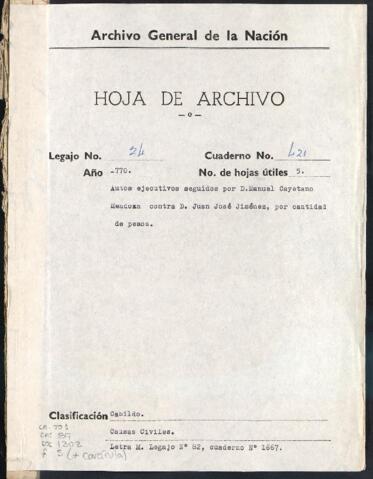 Archivo General de la Nación
HOJA DE ARCHIVO
—o—
Legajo No. 24 Cuaderno No. 421
Año 1770. No. de hojas útiles 5.
Autos ejecutivos seguidos por D.Manuel Cayetano
Mendoza contra D. Juan José Jiménez, por cantidad
de pesos.
Clasificación Cabildo.
Causas Civiles.
Letra M. Legajo Nº 82, cuaderno Nº 1667.
f 5 (+ carátula)